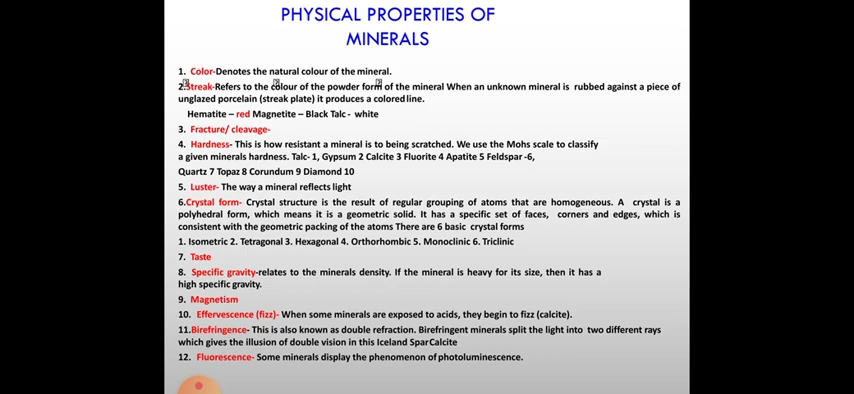 PHYSICAL PROPERTIES OF
MINERALS
1. Color-Denotes the natural colour of the mineral.
2.Streak-Refers to the colour of the powder form of the mineral When an unknown mineral is rubbed against a piece of
unglazed porcelain (streak plate) it produces a colored line.
Hematite – red Magnetite – Black Talc - white
3. Fracture/ cleavage-
4. Hardness- This is how resistant a mineral is to being scratched. We use the Mohs scale to classify
a given minerals hardness. Talc- 1, Gypsum 2 Calcite 3 Fluorite 4 Apatite 5 Feldspar -6,
Quartz 7 Topaz 8 Corundum 9 Diamond 10
5. Luster- The way a mineral reflects light
6.Crystal form- Crystal structure is the result of regular grouping of atoms that are homogeneous. A crystal is a
polyhedral form, which means it is a geometric solid. It has a specific set of faces, corners and edges, which is
consistent with the geometric packing of the atoms There are 6 basic crystal forms
1. Isometric 2. Tetragonal 3. Hexagonal 4. Orthorhombic 5. Monoclinic 6. Triclinic
7. Taste
8. Specific gravity-relates to the minerals density. If the mineral is heavy for its size, then it has a
high specific gravity.
9. Magnetism
10. Effervescence (fizz)- When some minerals are exposed to acids, they begin to fizz (calcite).
11.Birefringence- This is also known as double refraction. Birefringent minerals split the light into two different rays
which gives the illusion of double vision in this Iceland SparCalcite
12. Fluorescence- Some minerals display the phenomenon of photoluminescence.